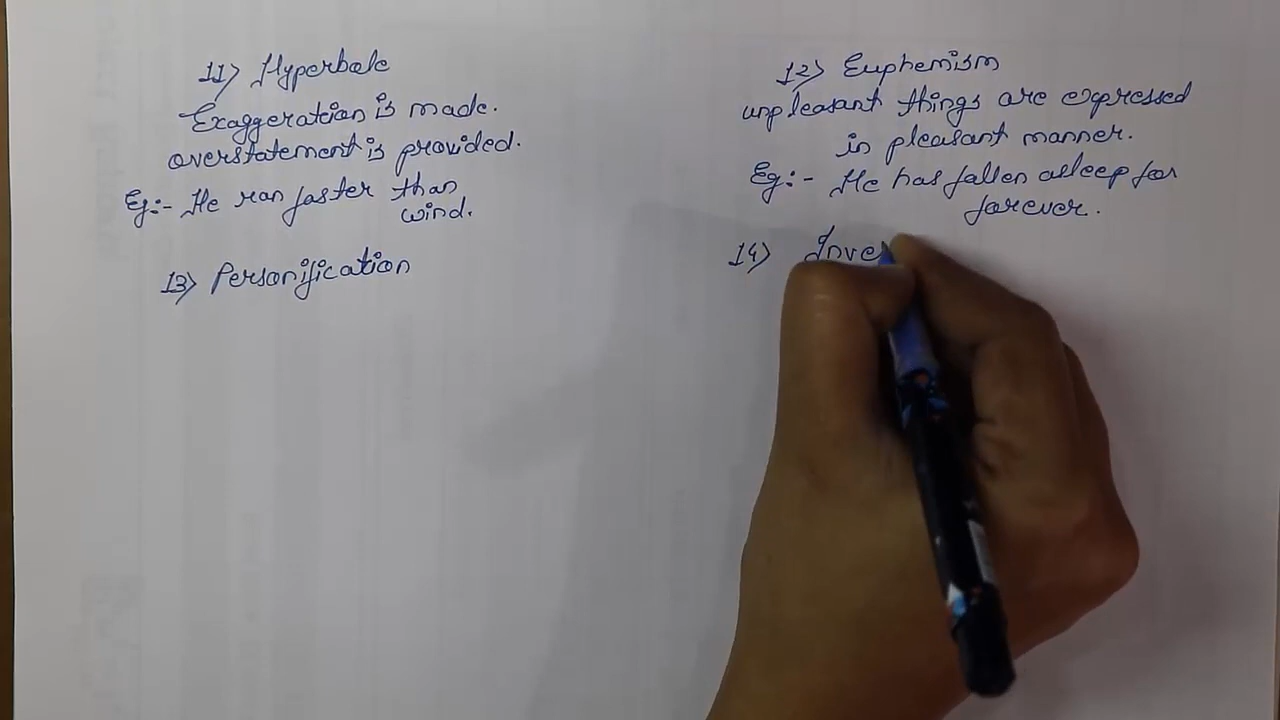 11) Hyperbole
Exaggeration is made.
overstatement is provided.
Eg:- He ran faster than
wind.
12) Euphemism
unpleasant things are expressed
in pleasant manner.
Eg:- He has fallen asleep for
forever.
13) Personification
14) Inve